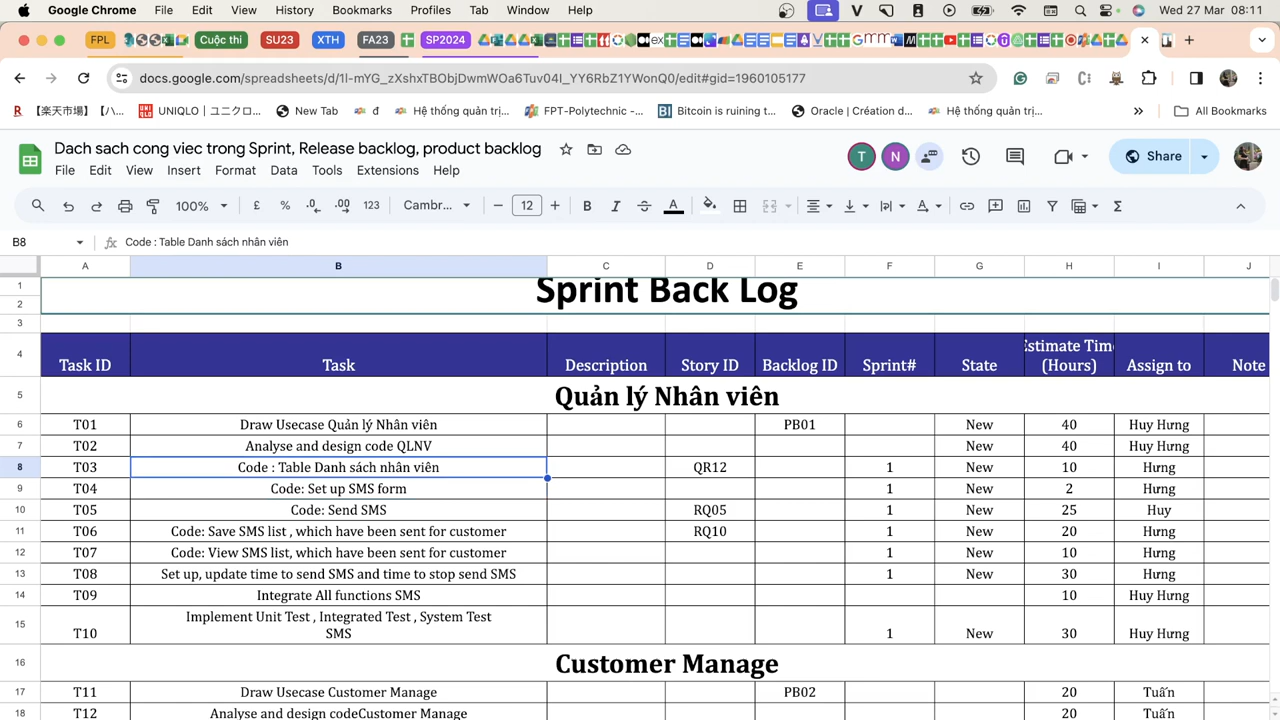 Google Chrome File Edit View History Bookmarks Profiles Tab Window Help Wed 27 Mar 08:11
FPL Cuộc thi SU23 XTH FA23 SP2024
docs.google.com/spreadsheets/d/1l-mYG_zXshxTBObjDwmWOa6Tuv04I_YY6RbZ1YWonQ0/edit#gid=1960105177
【楽天市場】【ハ... UNIQLO | ユニクロ... New Tab đ Hệ thống quản trị... FPT-Polytechnic -... Bitcoin is ruining t... Oracle | Création d... Hệ thống quản trị... All Bookmarks
Dach sach cong viec trong Sprint, Release backlog, product backlog
File Edit View Insert Format Data Tools Extensions Help
T N Share
100% £ % .0 .00 123 Cambr... 12 B I A
B8 fx Code : Table Danh sách nhân viên
A B C D E F G H I J
1 Sprint Back Log
2
3
4 Task ID Task Description Story ID Backlog ID Sprint# State Estimate Time (Hours) Assign to Note
5 Quản lý Nhân viên
6 T01 Draw Usecase Quản lý Nhân viên PB01 New 40 Huy Hưng
7 T02 Analyse and design code QLNV New 40 Huy Hưng
8 T03 Code : Table Danh sách nhân viên QR12 1 New 10 Hưng
9 T04 Code: Set up SMS form 1 New 2 Hưng
10 T05 Code: Send SMS RQ05 1 New 25 Huy
11 T06 Code: Save SMS list , which have been sent for customer RQ10 1 New 20 Hưng
12 T07 Code: View SMS list, which have been sent for customer 1 New 10 Hưng
13 T08 Set up, update time to send SMS and time to stop send SMS 1 New 30 Hưng
14 T09 Integrate All functions SMS 10 Huy Hưng
15 T10 Implement Unit Test , Integrated Test , System Test SMS 1 New 30 Huy Hưng
16 Customer Manage
17 T11 Draw Usecase Customer Manage PB02 20 Tuấn
18 T12 Analyse and design codeCustomer Manage 20 Tuấn